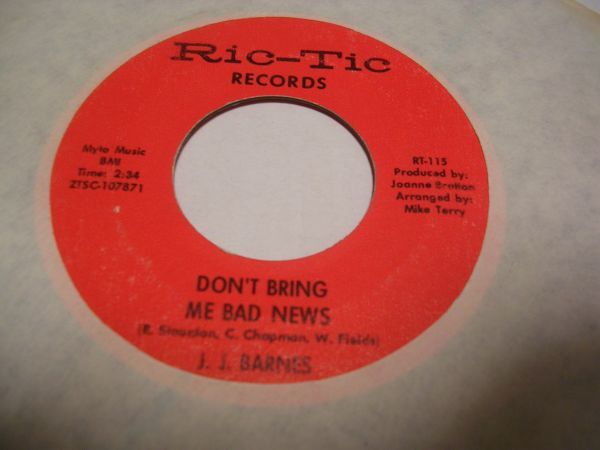 Ric-Tic
RECORDS
Myto Music
BMI
Time: 2:34
ZTSC-107871
RT-115
Produced by:
Joanne Bratton
Arranged by:
Mike Terry
DON'T BRING
ME BAD NEWS
(R. Staunton, C. Chapman, W. Fields)
J. J. BARNES